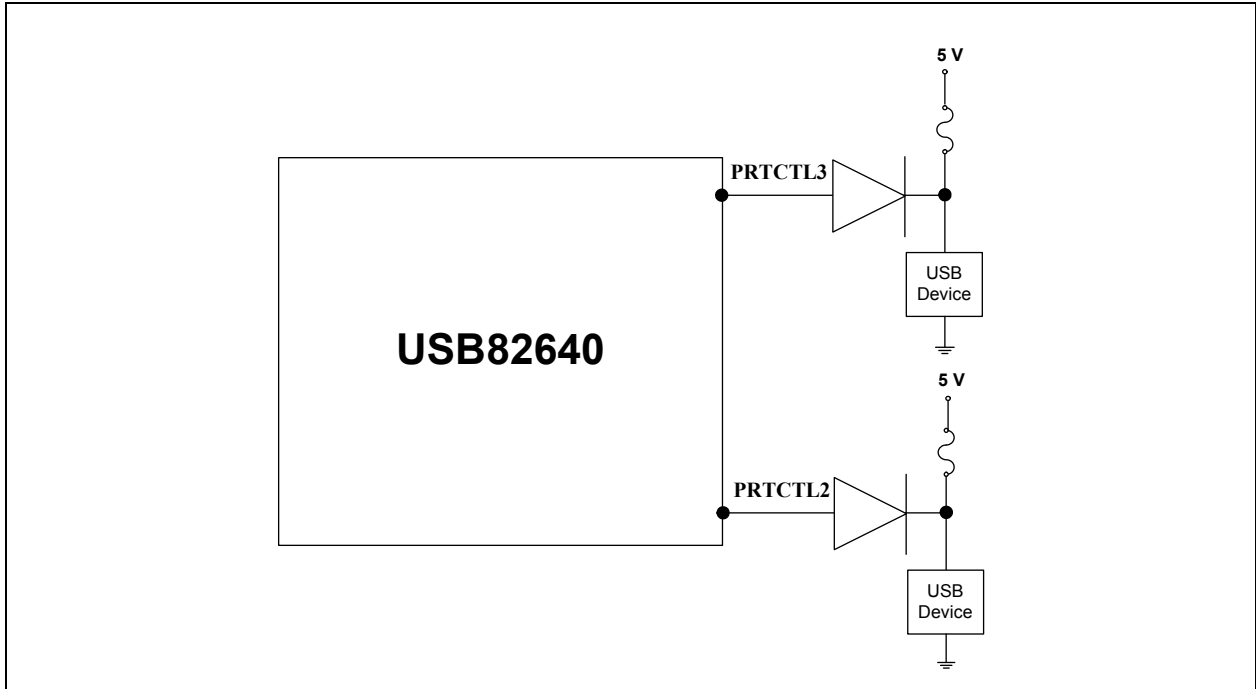 5 V
PRTCTL3
USB
Device
USB82640
5 V
PRTCTL2
USB
Device